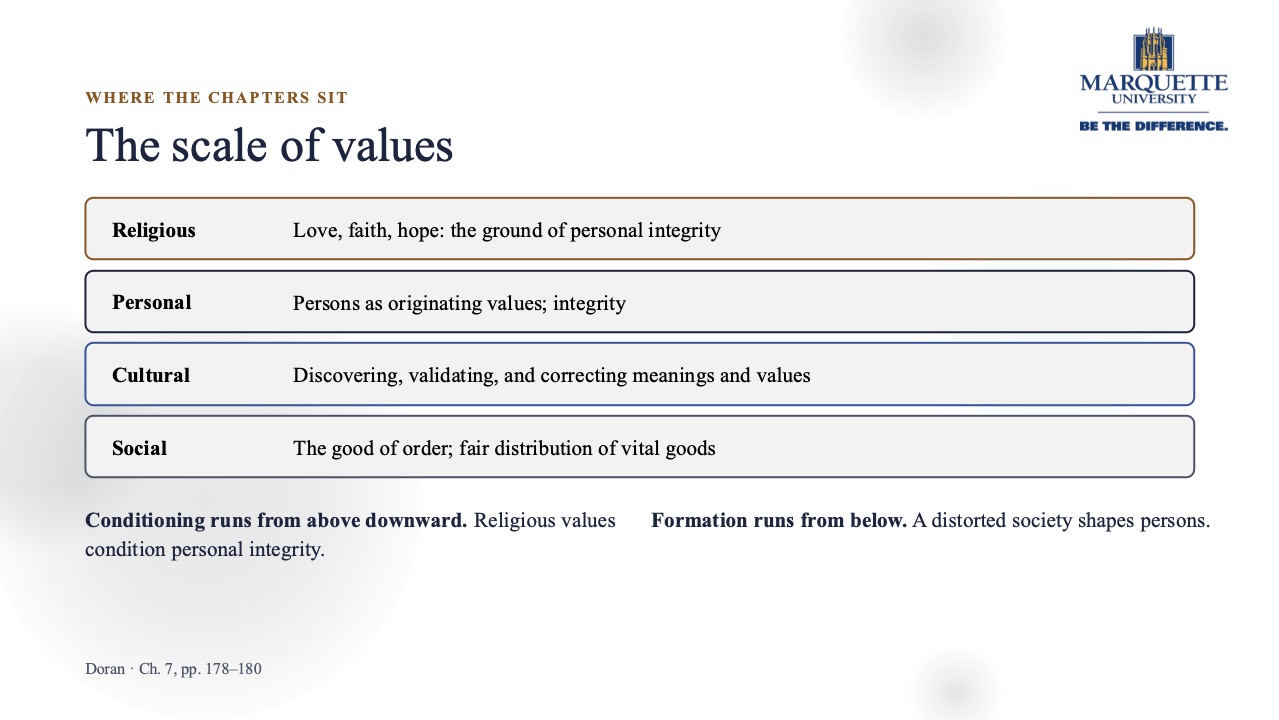 MARQUETTE
UNIVERSITY
BE THE DIFFERENCE.
WHERE THE CHAPTERS SIT
The scale of values
Religious Love, faith, hope: the ground of personal integrity
Personal Persons as originating values; integrity
Cultural Discovering, validating, and correcting meanings and values
Social The good of order; fair distribution of vital goods
Conditioning runs from above downward. Religious values
condition personal integrity.
Formation runs from below. A distorted society shapes persons.
Doran · Ch. 7, pp. 178–180